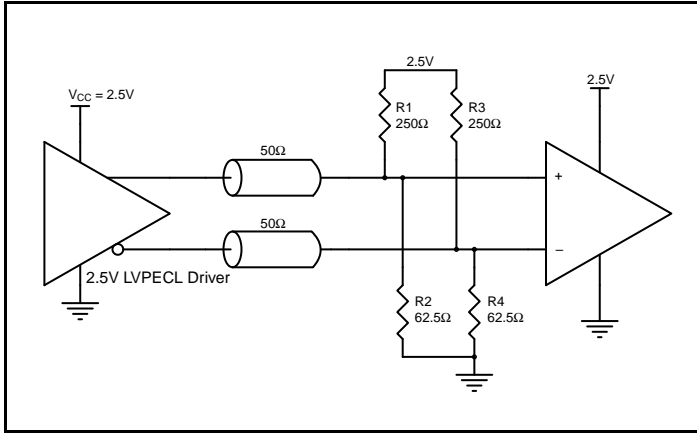 2.5V
2.5V
V_CC = 2.5V
R1
250Ω
R3
250Ω
50Ω
+
50Ω
–
2.5V LVPECL Driver
R2
62.5Ω
R4
62.5Ω